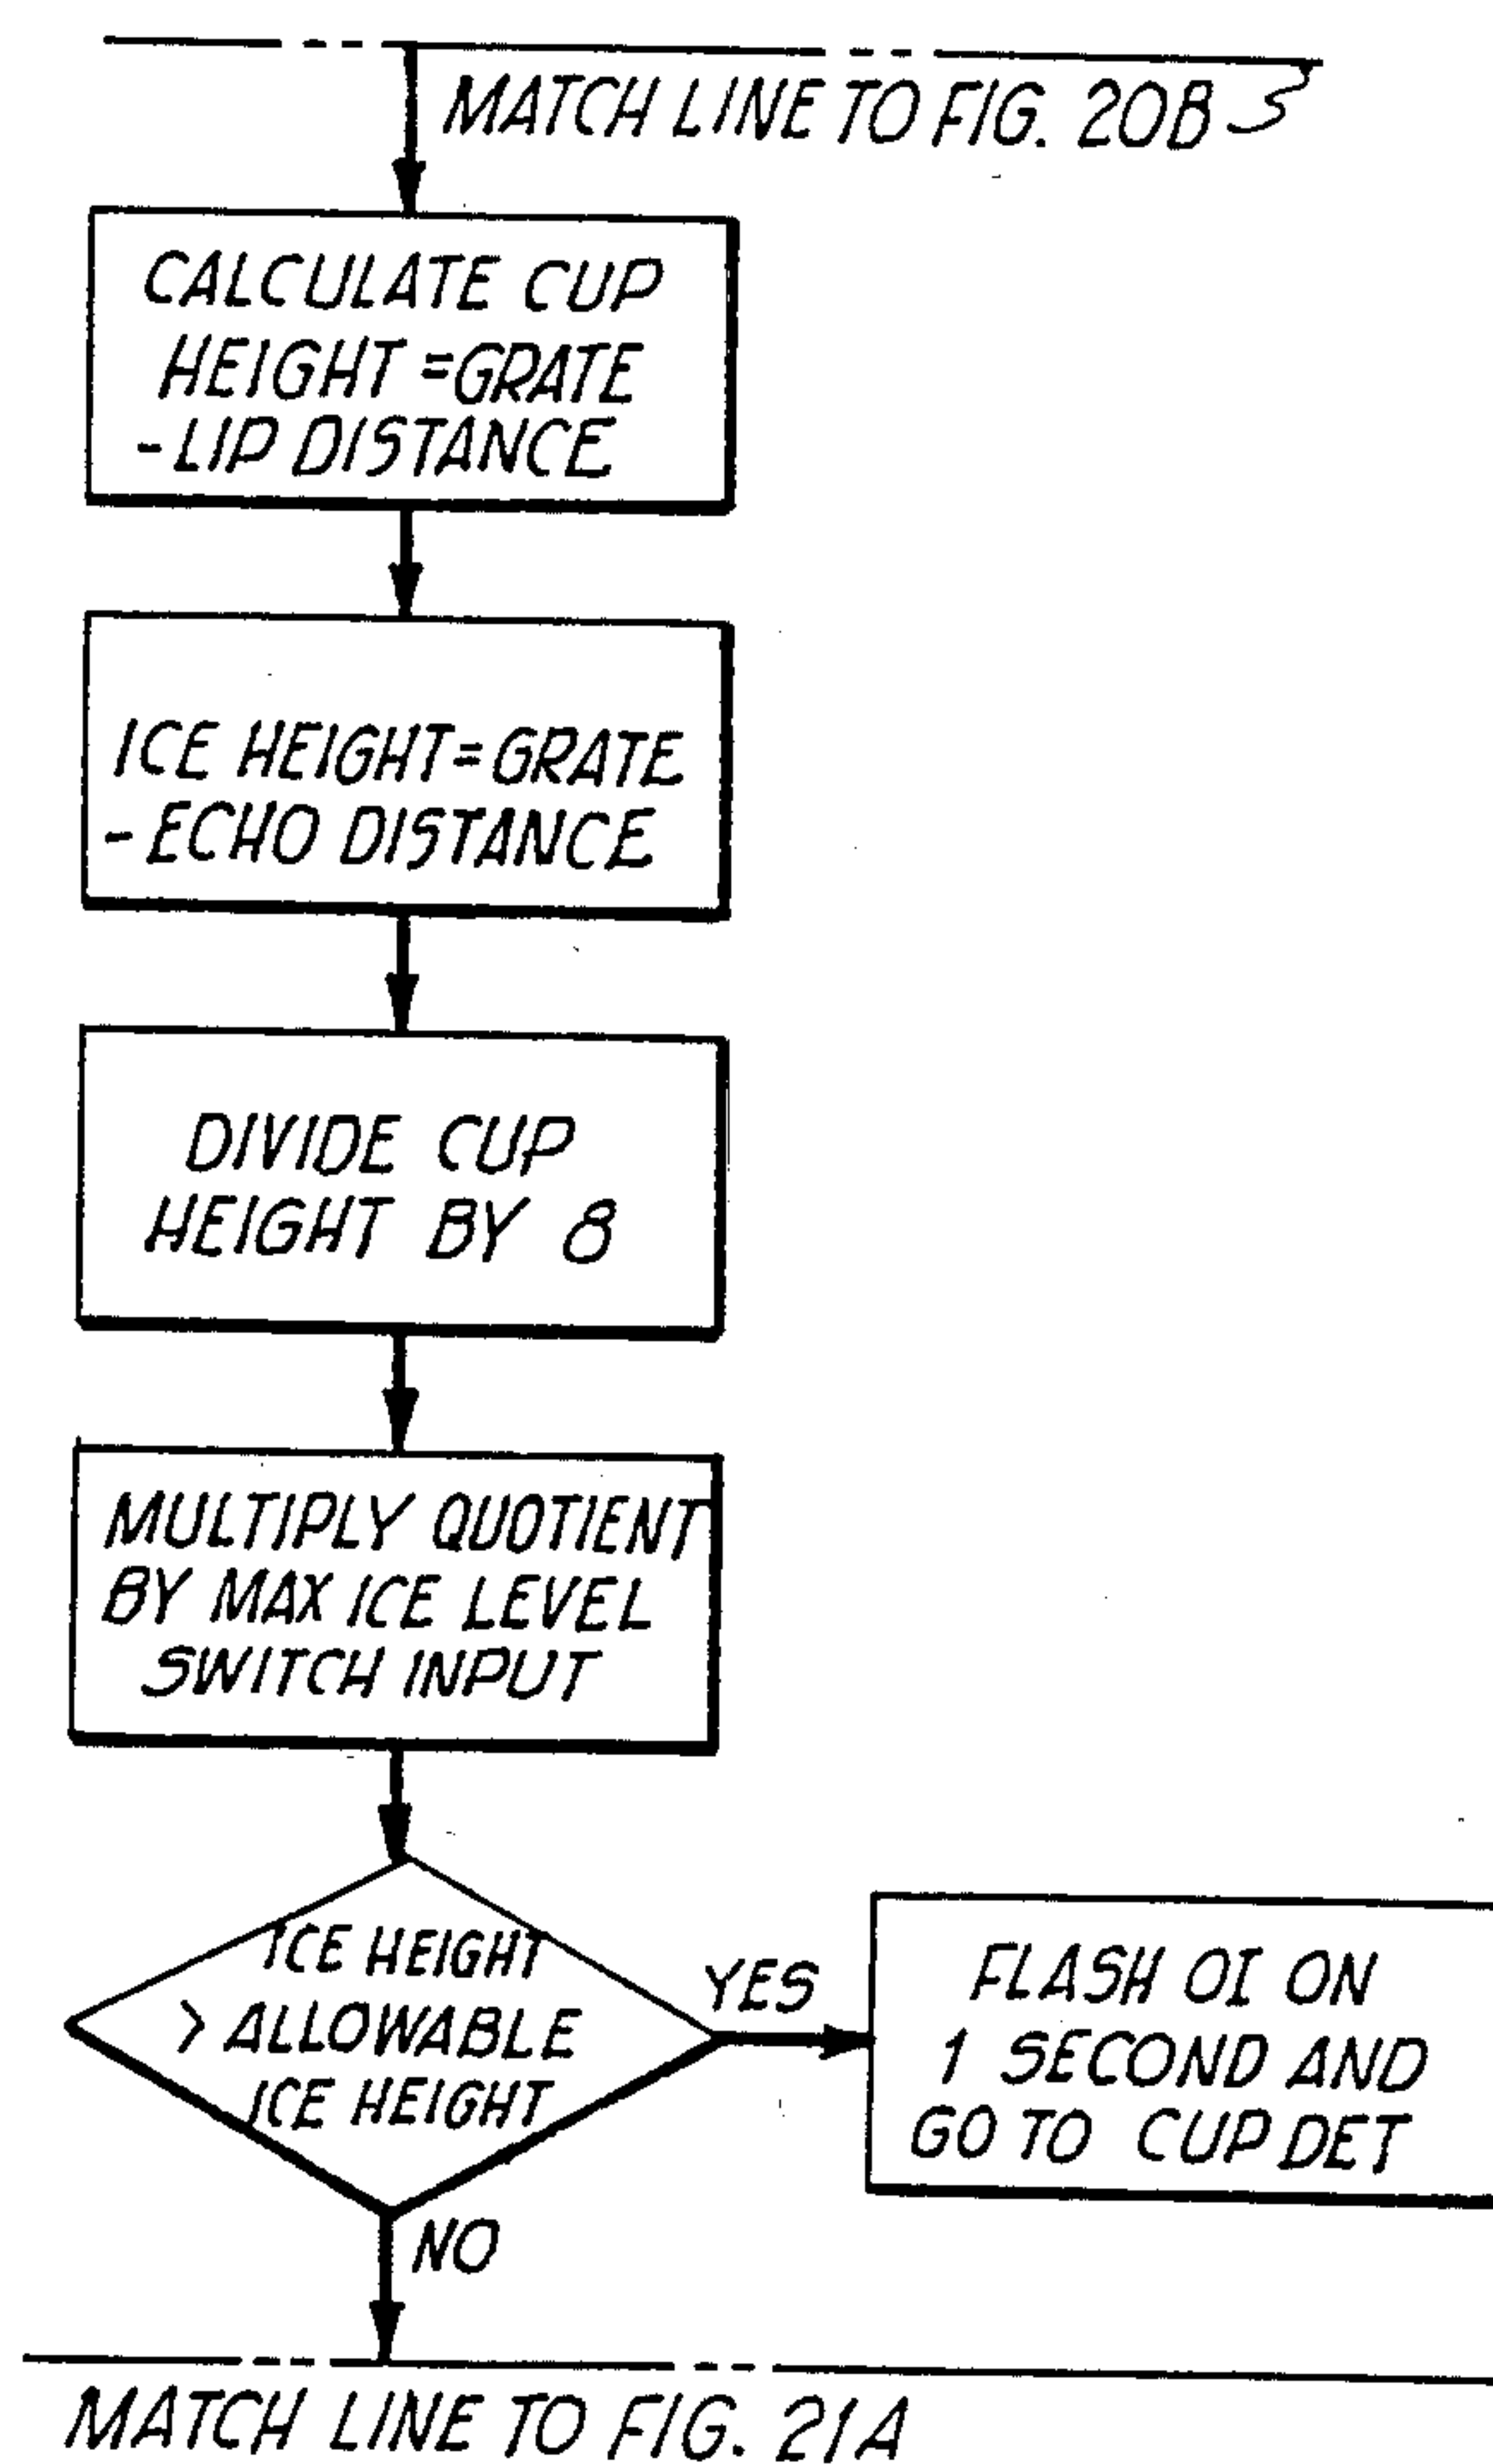 MATCH LINE TO FIG. 20B
CALCULATE CUP
HEIGHT =GRATE
-LIP DISTANCE
ICE HEIGHT=GRATE
-ECHO DISTANCE
DIVIDE CUP
HEIGHT BY 8
MULTIPLY QUOTIENT
BY MAX ICE LEVEL
SWITCH INPUT
ICE HEIGHT
> ALLOWABLE
ICE HEIGHT
YES
FLASH OI ON
1 SECOND AND
GO TO CUP DET
NO
MATCH LINE TO FIG. 21A